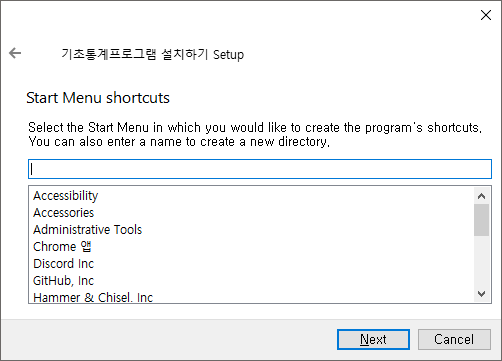 기초통계프로그램 설치하기 Setup
Start Menu shortcuts
Select the Start Menu in which you would like to create the program's shortcuts.
You can also enter a name to create a new directory.
Accessibility
Accessories
Administrative Tools
Chrome 앱
Discord Inc
GitHub, Inc
Hammer & Chisel, Inc
Next
Cancel